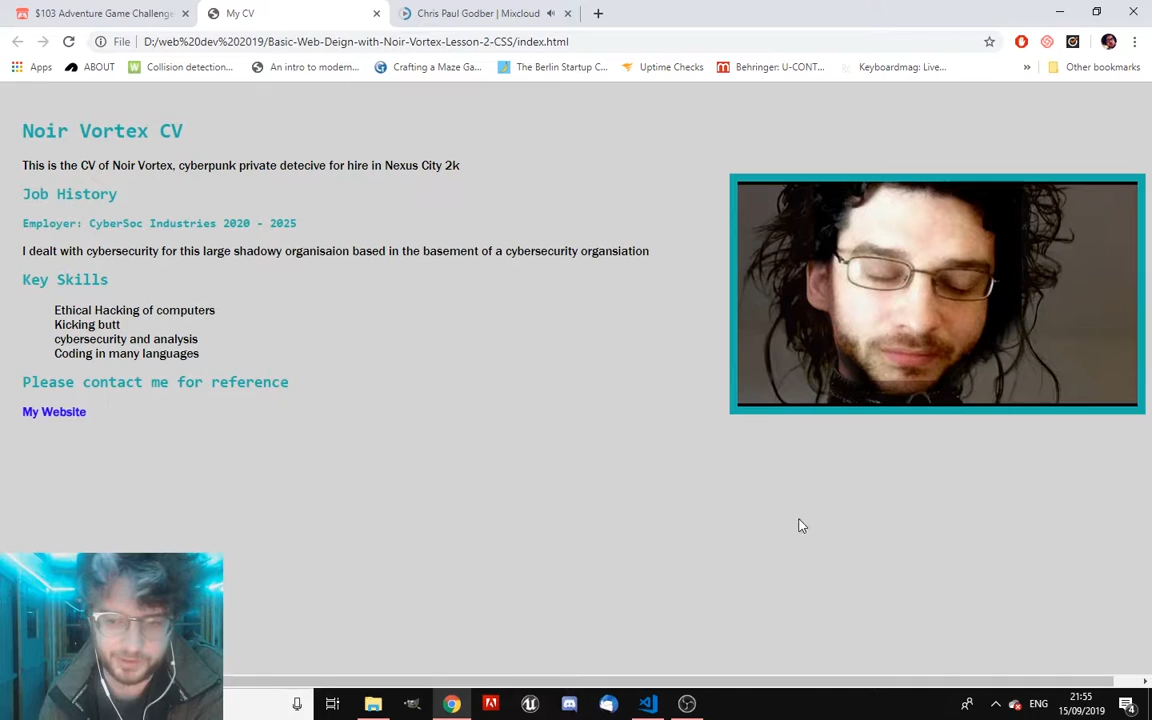 $103 Adventure Game Challenge
My CV
Chris Paul Godber | Mixcloud
File
D:/web%20dev%202019/Basic-Web-Deign-with-Noir-Vortex-Lesson-2-CSS/index.html
Apps
ABOUT
Collision detection...
An intro to modern...
Crafting a Maze Ga...
The Berlin Startup C...
Uptime Checks
Behringer: U-CONT...
Keyboardmag: Live...
»
Other bookmarks
Noir Vortex CV
This is the CV of Noir Vortex, cyberpunk private detecive for hire in Nexus City 2k
Job History
Employer: CyberSoc Industries 2020 - 2025
I dealt with cybersecurity for this large shadowy organisaion based in the basement of a cybersecurity organsiation
Key Skills
Ethical Hacking of computers
Kicking butt
cybersecurity and analysis
Coding in many languages
Please contact me for reference
My Website
ENG
21:55
15/09/2019
4